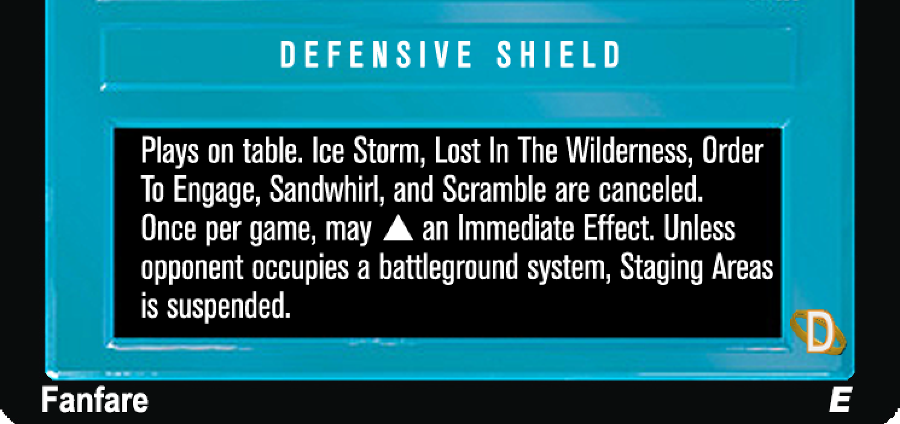 DEFENSIVE SHIELD
Plays on table. Ice Storm, Lost In The Wilderness, Order
To Engage, Sandwhirl, and Scramble are canceled.
Once per game, may ▲ an Immediate Effect. Unless
opponent occupies a battleground system, Staging Areas
is suspended.
D
Fanfare
E